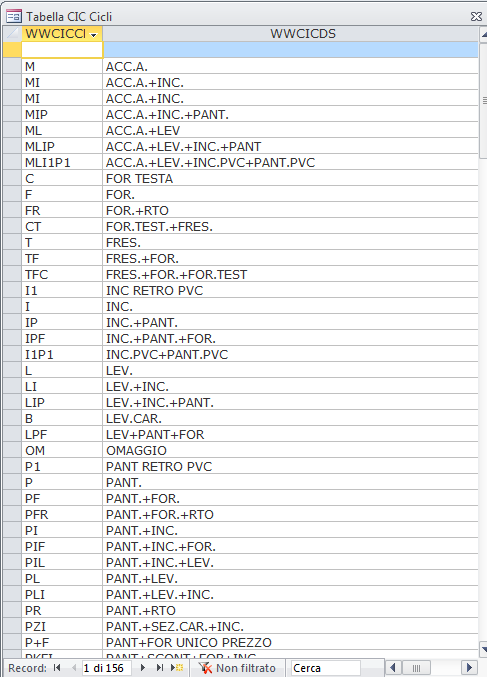 Tabella CIC Cicli
WWCICCI WWCICDS
M ACC.A.
MI ACC.A.+INC.
MI ACC.A.+INC.
MIP ACC.A.+INC.+PANT.
ML ACC.A.+LEV
MLIP ACC.A.+LEV.+INC.+PANT
MLI1P1 ACC.A.+LEV.+INC.PVC+PANT.PVC
C FOR TESTA
F FOR.
FR FOR.+RTO
CT FOR.TEST.+FRES.
T FRES.
TF FRES.+FOR.
TFC FRES.+FOR.+FOR.TEST
I1 INC RETRO PVC
I INC.
IP INC.+PANT.
IPF INC.+PANT.+FOR.
I1P1 INC.PVC+PANT.PVC
L LEV.
LI LEV.+INC.
LIP LEV.+INC.+PANT.
B LEV.CAR.
LPF LEV+PANT+FOR
OM OMAGGIO
P1 PANT RETRO PVC
P PANT.
PF PANT.+FOR.
PFR PANT.+FOR.+RTO
PI PANT.+INC.
PIF PANT.+INC.+FOR.
PIL PANT.+INC.+LEV.
PL PANT.+LEV.
PLI PANT.+LEV.+INC.
PR PANT.+RTO
PZI PANT.+SEZ.CAR.+INC.
P+F PANT+FOR UNICO PREZZO
PKFI PANT+SCONT+FOR+INC
Record: 1 di 156 Non filtrato Cerca